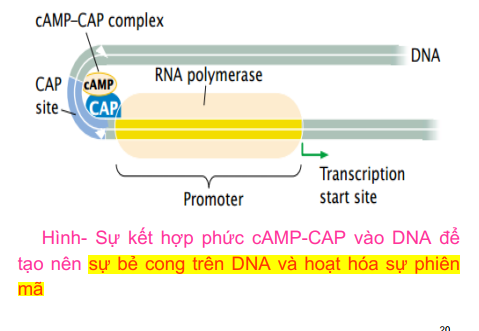 cAMP–CAP complex
DNA
RNA polymerase
cAMP
CAP
site
CAP
Transcription
start site
Promoter
Hình- Sự kết hợp phức cAMP-CAP vào DNA để
tạo nên sự bẻ cong trên DNA và hoạt hóa sự phiên
mã
20